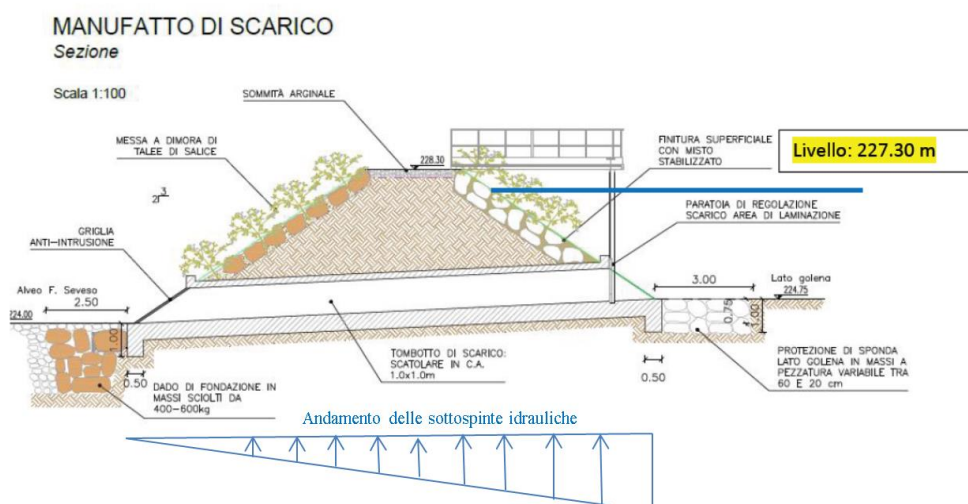 MANUFATTO DI SCARICO
Sezione
Scala 1:100
SOMMITÀ ARGINALE
MESSA A DIMORA DI
TALEE DI SALICE
228.30
FINITURA SUPERFICIALE
CON MISTO
STABILIZZATO
Livello: 227.30 m
3
2
PARATOIA DI REGOLAZIONE
SCARICO AREA DI LAMINAZIONE
GRIGLIA
ANTI-INTRUSIONE
Alveo F. Seveso
2.50
3.00
Lato golena
224.75
224.00
0.75
1.00
1.00
0.50
DADO DI FONDAZIONE IN
MASSI SCIOLTI DA
400-600kg
TOMBOTTO DI SCARICO:
SCATOLARE IN C.A.
1.0x1.0m
0.50
PROTEZIONE DI SPONDA
LATO GOLENA IN MASSI A
PEZZATURA VARIABILE TRA
60 E 20 cm
Andamento delle sottospinte idrauliche